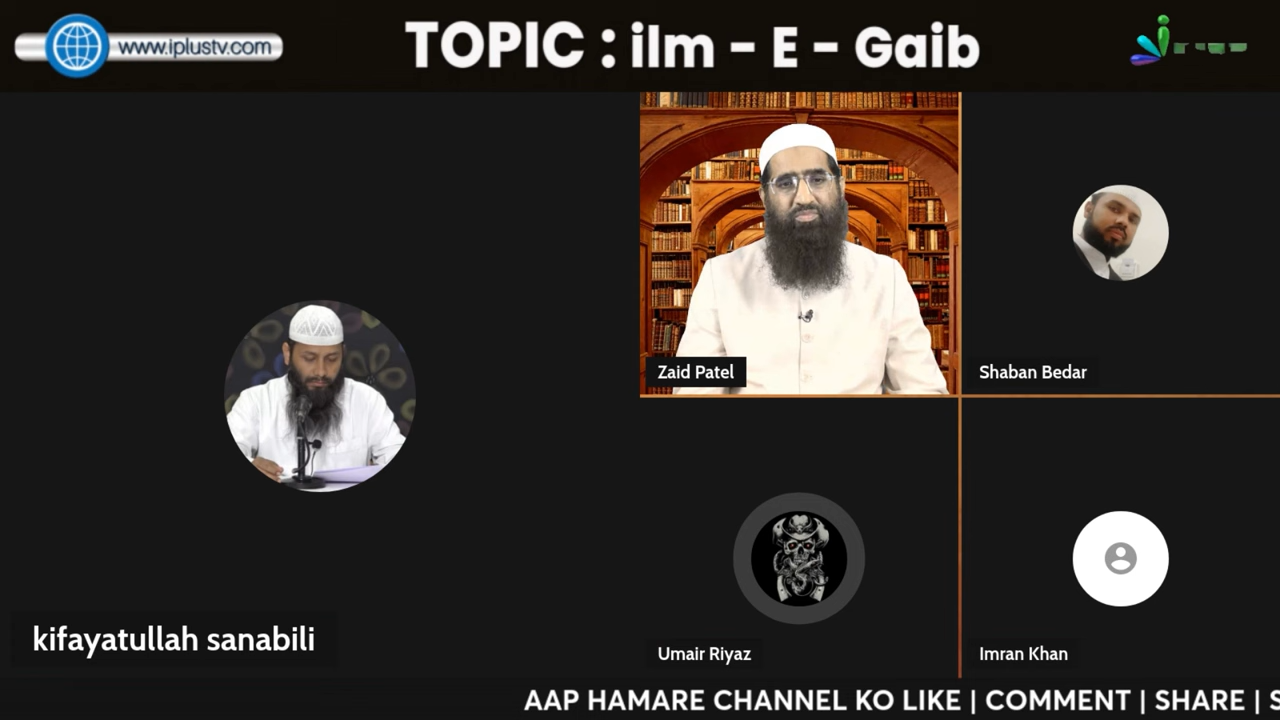 www.iplustv.com
TOPIC : ilm - E - Gaib
Zaid Patel
Shaban Bedar
kifayatullah sanabili
Umair Riyaz
Imran Khan
AAP HAMARE CHANNEL KO LIKE | COMMENT | SHARE | S